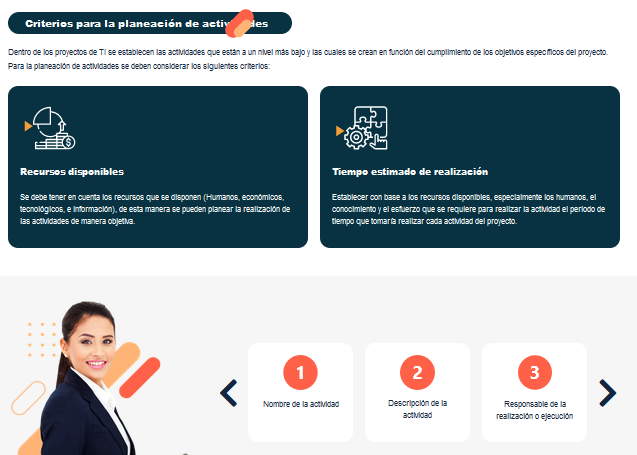 Criterios para la planeación de actividades
Dentro de los proyectos de TI se establecen las actividades que están a un nivel más bajo y las cuales se crean en función del cumplimiento de los objetivos específicos del proyecto.
Para la planeación de actividades se deben considerar los siguientes criterios:
Recursos disponibles
Se debe tener en cuenta los recursos que se disponen (Humanos, económicos,
tecnológicos, e información), de esta manera se pueden planear la realización de
las actividades de manera objetiva.
Tiempo estimado de realización
Establecer con base a los recursos disponibles, especialmente los humanos, el
conocimiento y el esfuerzo que se requiere para realizar la actividad el periodo de
tiempo que tomaría realizar cada actividad del proyecto.
1
Nombre de la actividad
2
Descripción de la
actividad
3
Responsable de la
realización o ejecución